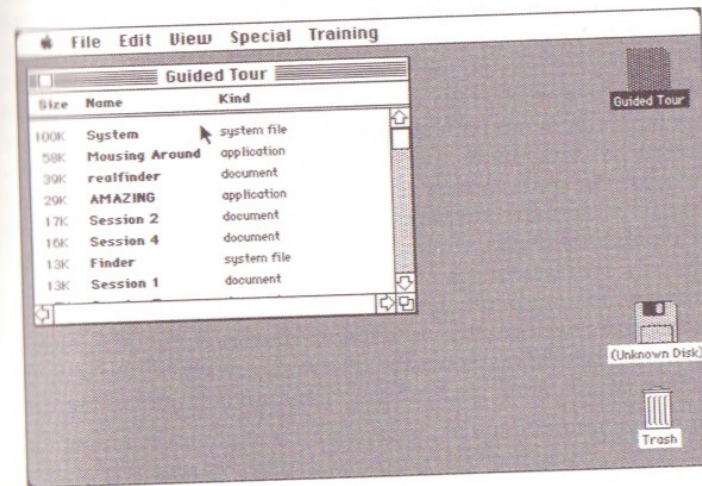 File Edit View Special Training
Guided Tour
Size Name Kind
100K System system file
58K Mousing Around application
39K realfinder document
29K AMAZING application
17K Session 2 document
16K Session 4 document
13K Finder system file
13K Session 1 document
Guided Tour
(Unknown Disk)
Trash